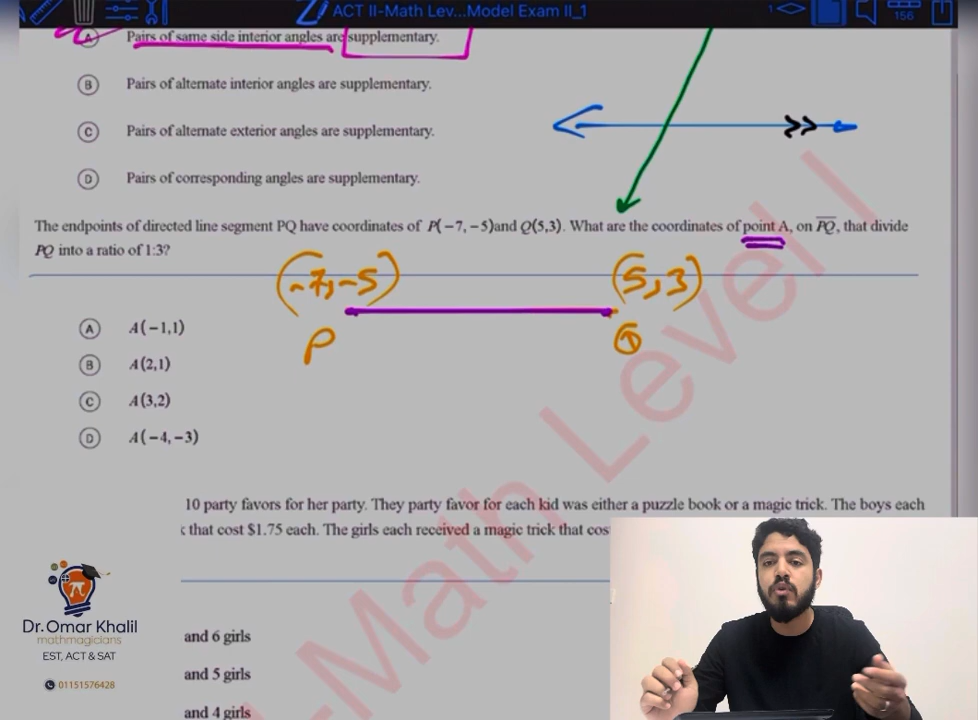 ACT II-Math Lev...Model Exam II_1
156
A Pairs of same side interior angles are supplementary.
B Pairs of alternate interior angles are supplementary.
C Pairs of alternate exterior angles are supplementary.
D Pairs of corresponding angles are supplementary.
The endpoints of directed line segment PQ have coordinates of P(−7, −5)and Q(5,3). What are the coordinates of point A, on PQ, that divide
PQ into a ratio of 1:3?
(-7,-5) (5,3)
P Q
A A(−1,1)
B A(2,1)
C A(3,2)
D A(−4,−3)
10 party favors for her party. They party favor for each kid was either a puzzle book or a magic trick. The boys each
that cost $1.75 each. The girls each received a magic trick that cos
and 6 girls
and 5 girls
and 4 girls
-Math Level I
π
Dr.Omar Khalil
mathmagicians
EST, ACT & SAT
01151576428